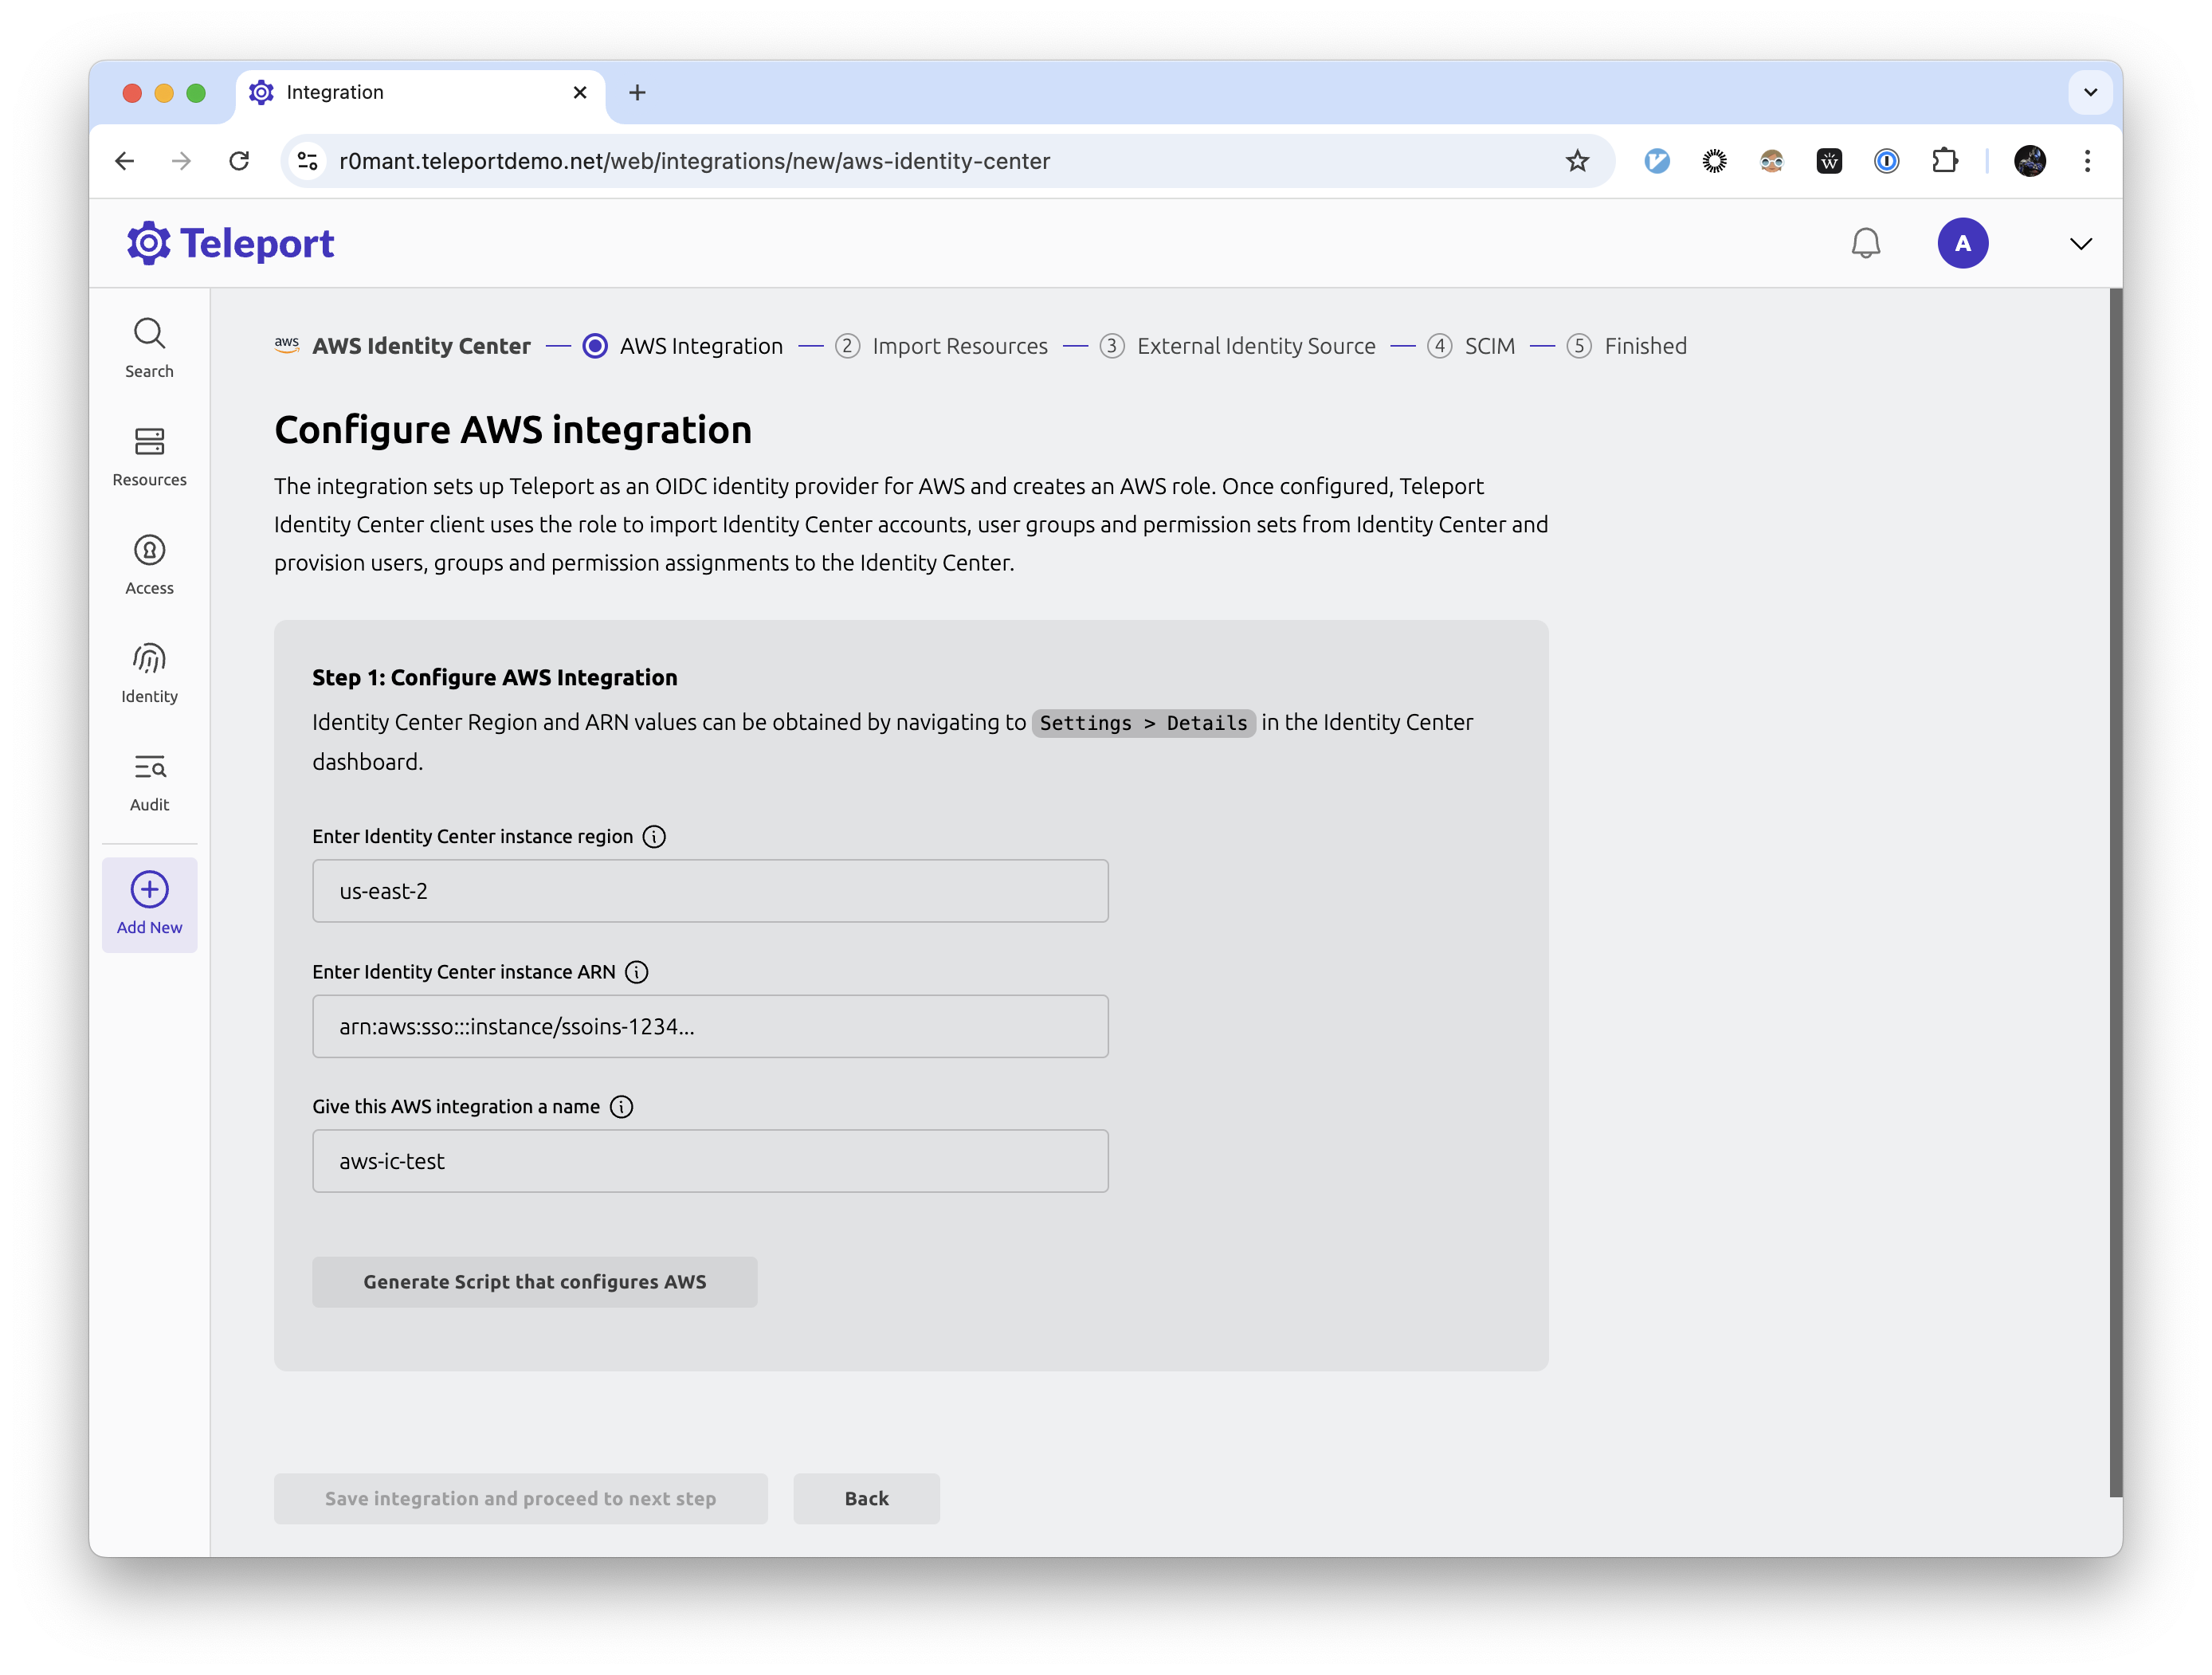 Integration
r0mant.teleportdemo.net/web/integrations/new/aws-identity-center
Teleport
A
Search
Resources
Access
Identity
Audit
Add New
aws AWS Identity Center AWS Integration 2 Import Resources 3 External Identity Source 4 SCIM 5 Finished
Configure AWS integration
The integration sets up Teleport as an OIDC identity provider for AWS and creates an AWS role. Once configured, Teleport
Identity Center client uses the role to import Identity Center accounts, user groups and permission sets from Identity Center and
provision users, groups and permission assignments to the Identity Center.
Step 1: Configure AWS Integration
Identity Center Region and ARN values can be obtained by navigating to Settings > Details in the Identity Center
dashboard.
Enter Identity Center instance region
us-east-2
Enter Identity Center instance ARN
arn:aws:sso:::instance/ssoins-1234...
Give this AWS integration a name
aws-ic-test
Generate Script that configures AWS
Save integration and proceed to next step
Back